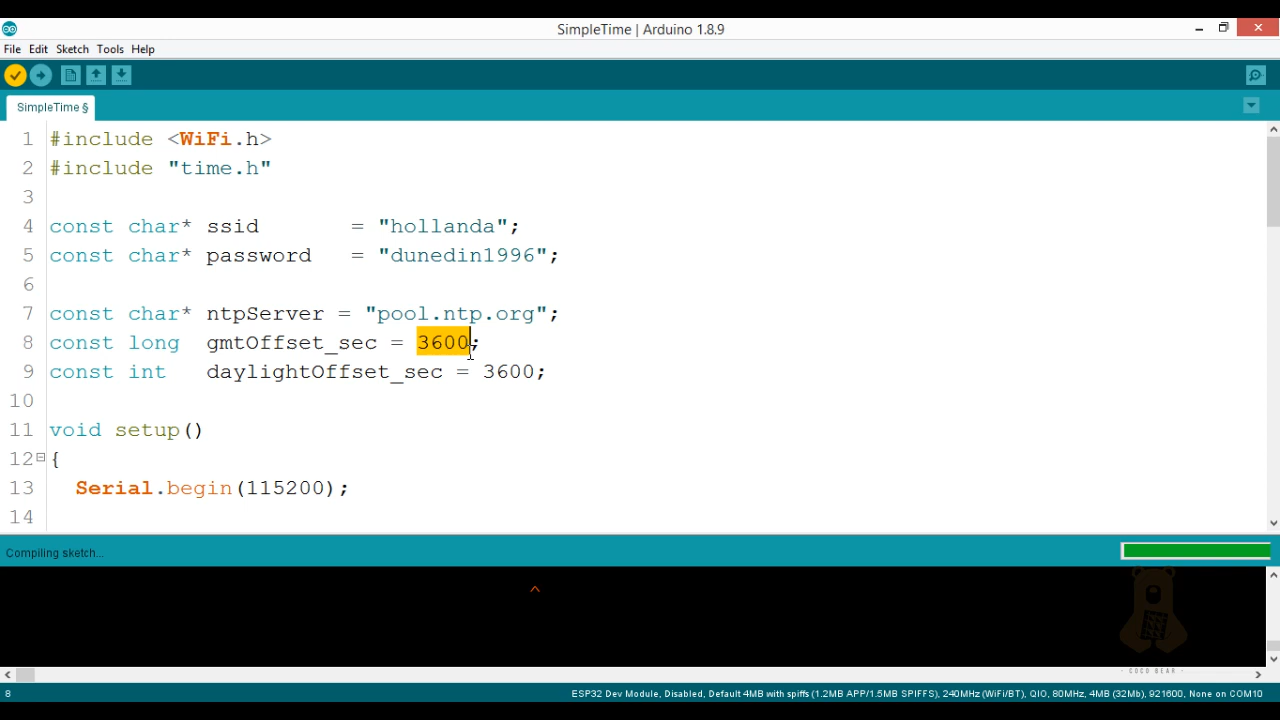 SimpleTime | Arduino 1.8.9
File Edit Sketch Tools Help
SimpleTime §
1 #include <WiFi.h>
2 #include "time.h"
3
4 const char* ssid       = "hollanda";
5 const char* password   = "dunedin1996";
6
7 const char* ntpServer = "pool.ntp.org";
8 const long  gmtOffset_sec = 3600;
9 const int   daylightOffset_sec = 3600;
10
11 void setup()
12 {
13   Serial.begin(115200);
14
Compiling sketch...
^
- COCO BEAR -
8 ESP32 Dev Module, Disabled, Default 4MB with spiffs (1.2MB APP/1.5MB SPIFFS), 240MHz (WiFi/BT), QIO, 80MHz, 4MB (32Mb), 921600, None on COM10